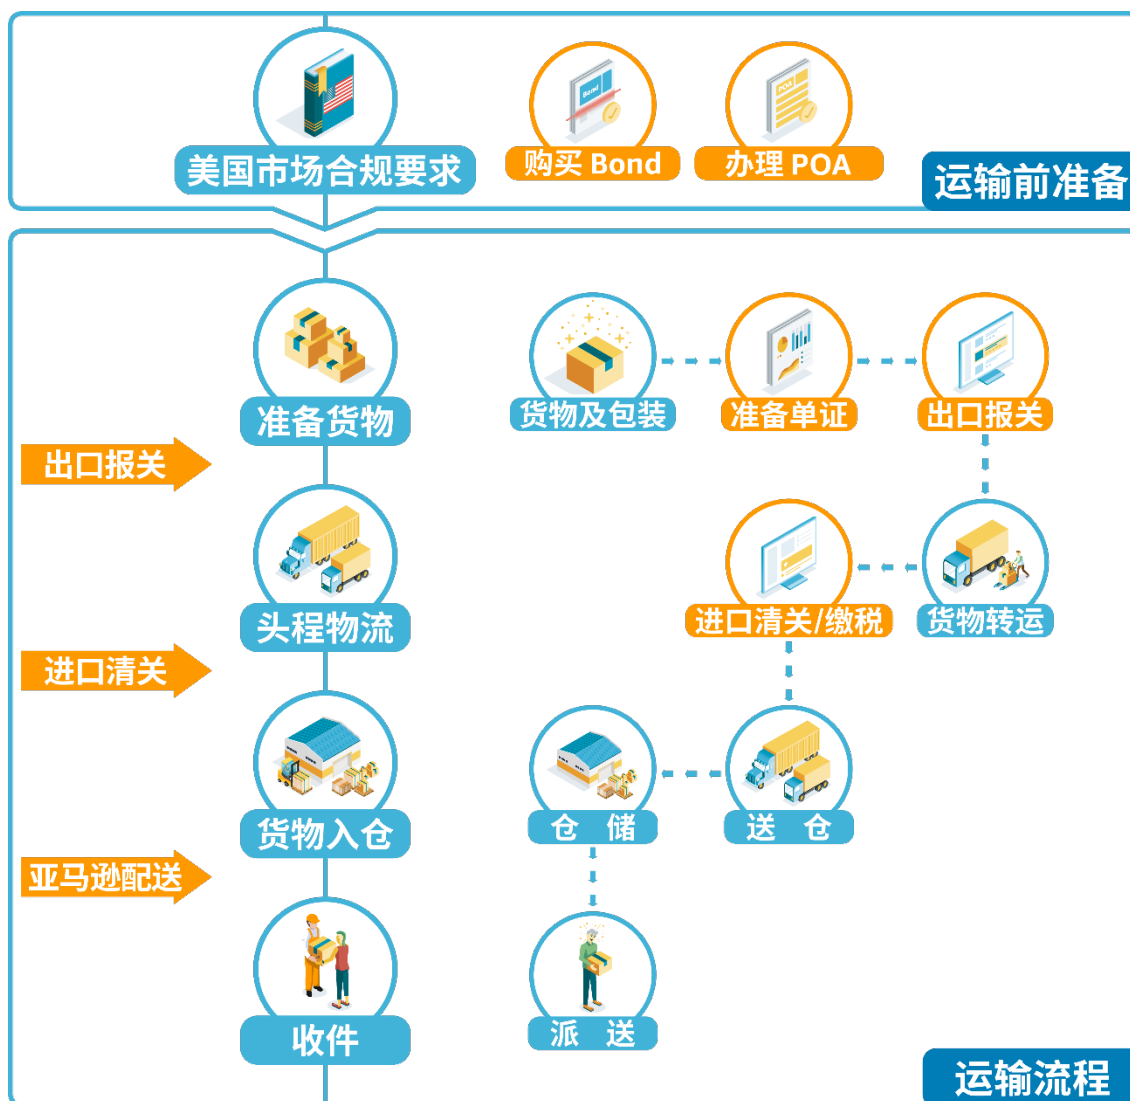 Bond
POA
美国市场合规要求
购买 Bond
办理 POA
运输前准备
准备货物
货物及包装
准备单证
出口报关
出口报关
头程物流
进口清关/缴税
货物转运
进口清关
货物入仓
仓 储
送 仓
亚马逊配送
收件
派 送
运输流程